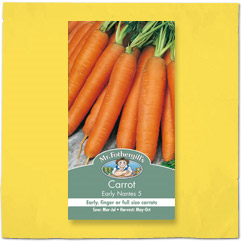 Mr.Fothergill's
Carrot
Early Nantes 5
Early, finger or full size carrots
Sow: Mar-Jul • Harvest: May-Oct